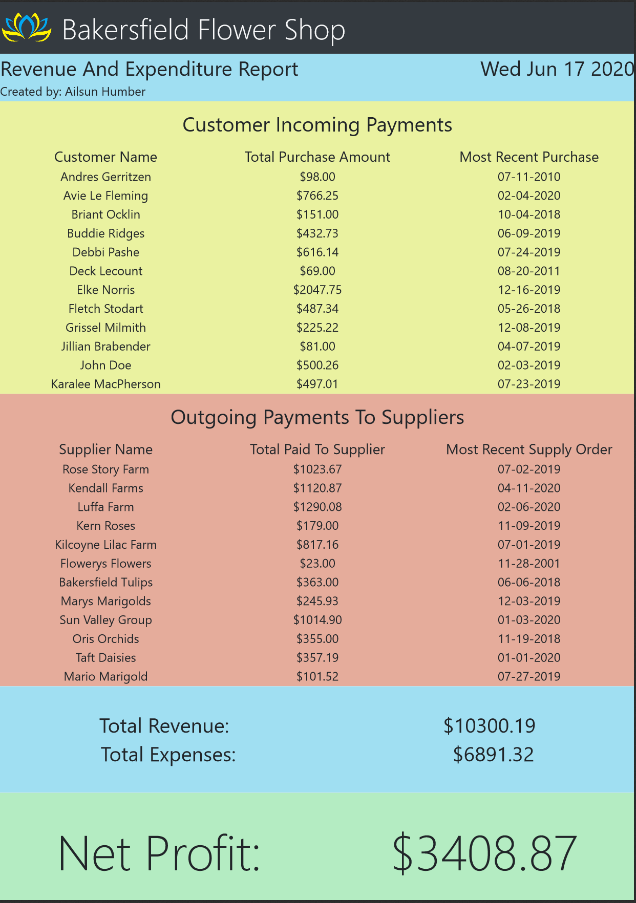 Bakersfield Flower Shop
Revenue And Expenditure Report Wed Jun 17 2020
Created by: Ailsun Humber
Customer Incoming Payments
Customer Name Total Purchase Amount Most Recent Purchase
Andres Gerritzen $98.00 07-11-2010
Avie Le Fleming $766.25 02-04-2020
Briant Ocklin $151.00 10-04-2018
Buddie Ridges $432.73 06-09-2019
Debbi Pashe $616.14 07-24-2019
Deck Lecount $69.00 08-20-2011
Elke Norris $2047.75 12-16-2019
Fletch Stodart $487.34 05-26-2018
Grissel Milmith $225.22 12-08-2019
Jillian Brabender $81.00 04-07-2019
John Doe $500.26 02-03-2019
Karalee MacPherson $497.01 07-23-2019
Outgoing Payments To Suppliers
Supplier Name Total Paid To Supplier Most Recent Supply Order
Rose Story Farm $1023.67 07-02-2019
Kendall Farms $1120.87 04-11-2020
Luffa Farm $1290.08 02-06-2020
Kern Roses $179.00 11-09-2019
Kilcoyne Lilac Farm $817.16 07-01-2019
Flowerys Flowers $23.00 11-28-2001
Bakersfield Tulips $363.00 06-06-2018
Marys Marigolds $245.93 12-03-2019
Sun Valley Group $1014.90 01-03-2020
Oris Orchids $355.00 11-19-2018
Taft Daisies $357.19 01-01-2020
Mario Marigold $101.52 07-27-2019
Total Revenue: $10300.19
Total Expenses: $6891.32
Net Profit: $3408.87